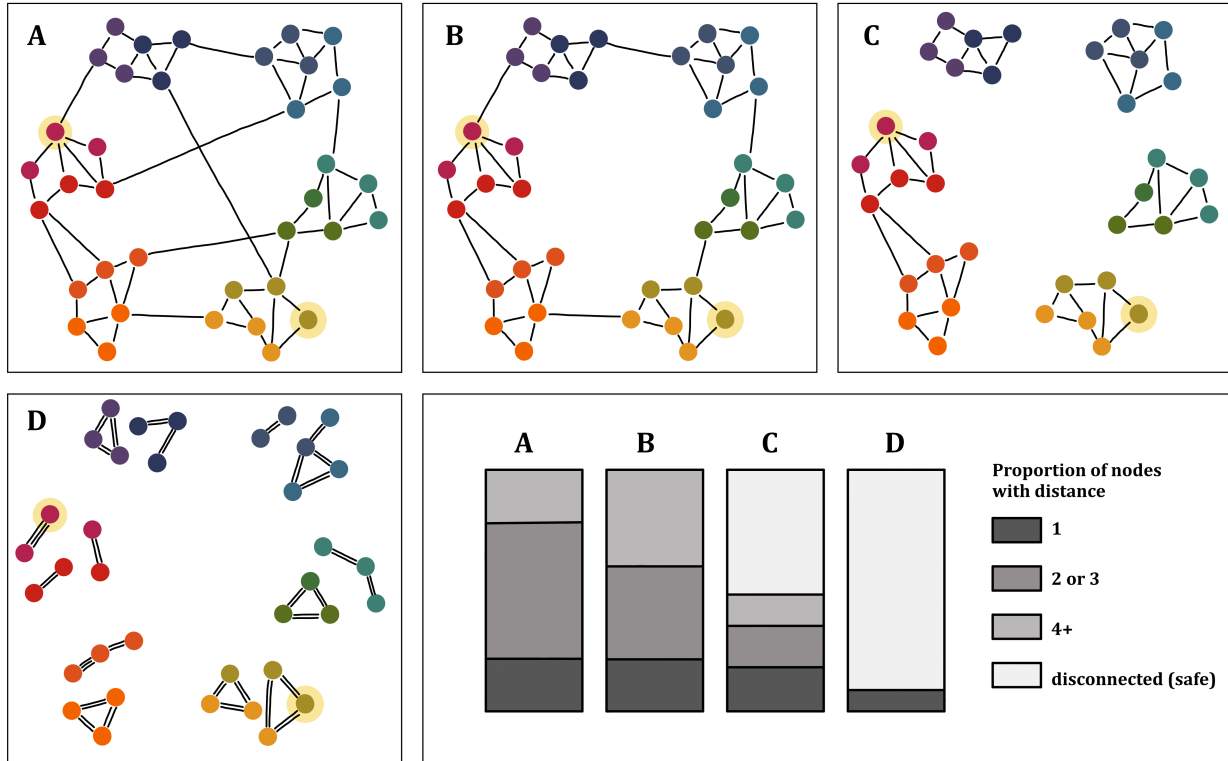 A
B
C
D
A B C D
Proportion of nodes
with distance
1
2 or 3
4+
disconnected (safe)